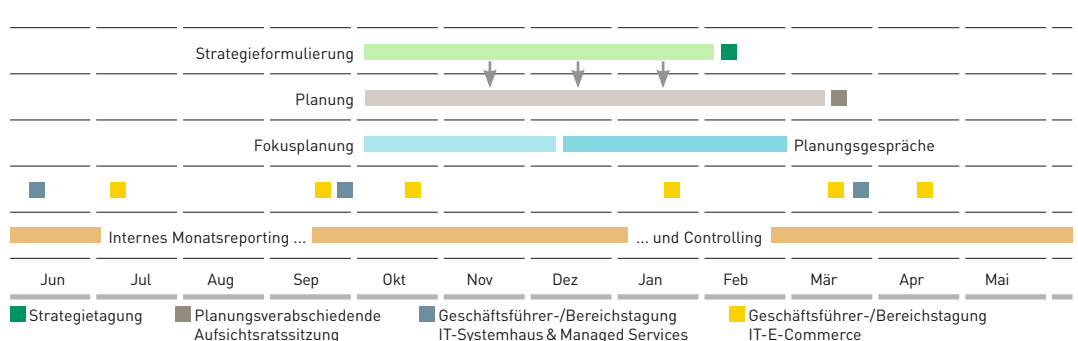 Strategieformulierung
Planung
Fokusplanung Planungsgespräche
Internes Monatsreporting ... ... und Controlling
Jun Jul Aug Sep Okt Nov Dez Jan Feb Mär Apr Mai
Strategietagung
Planungsverabschiedende
Aufsichtsratssitzung
Geschäftsführer-/Bereichstagung
IT-Systemhaus & Managed Services
Geschäftsführer-/Bereichstagung
IT-E-Commerce